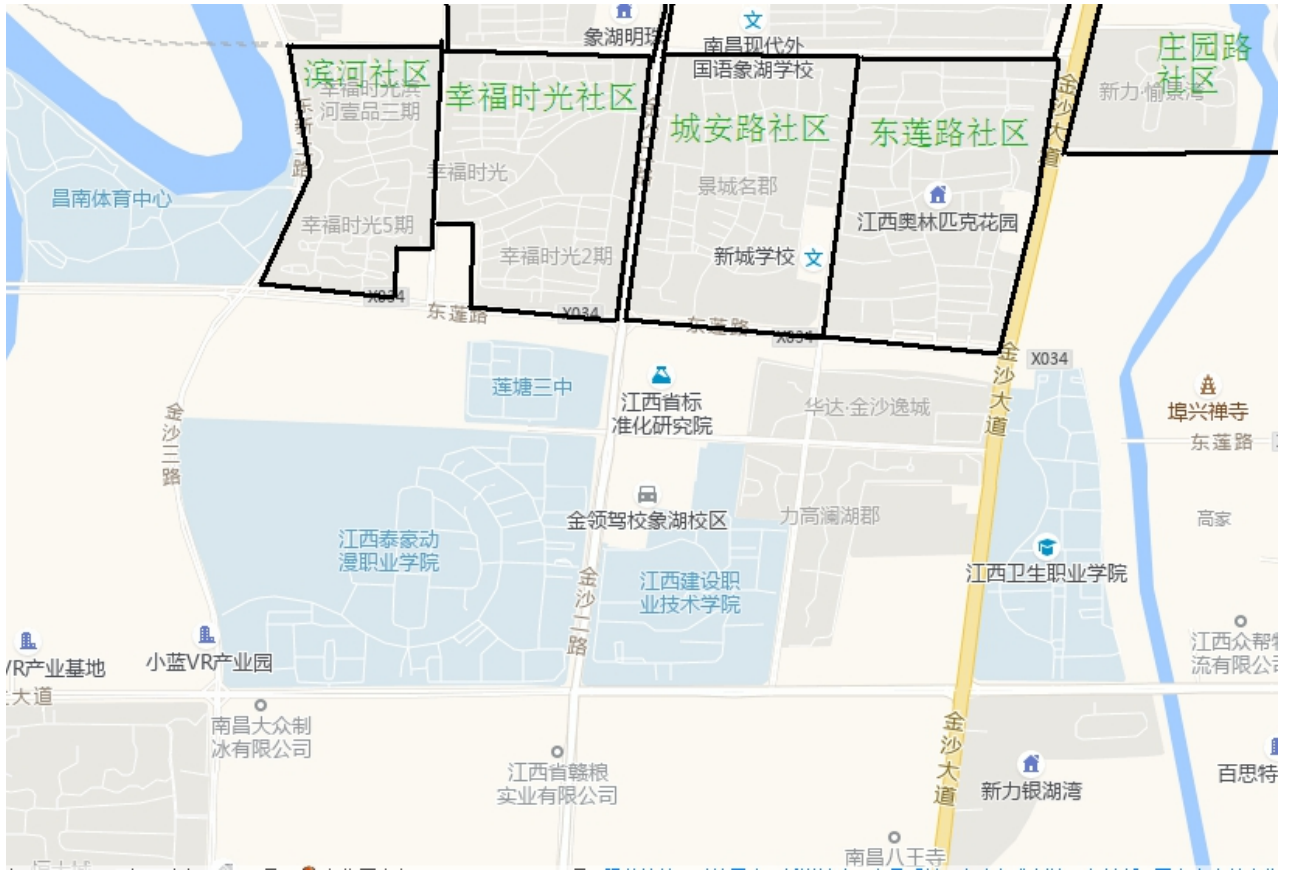 象湖明珠
南昌现代外
国语象湖学校
庄园路
社区
滨河社区
幸福时光滨
河壹品三期
幸福时光社区
新力·愉景湾
金沙大道
城安路社区
东莲路社区
昌南体育中心
幸福时光
景城名郡
江西奥林匹克花园
幸福时光5期
幸福时光2期
新城学校
X034
东莲路
X034
东莲路
X034
金沙大道
X034
莲塘三中
江西省标
准化研究院
华达·金沙逸城
埠兴禅寺
东莲路
金沙三路
金领驾校象湖校区
力高澜湖郡
高家
江西泰豪动
漫职业学院
江西建设职
业技术学院
江西卫生职业学院
金沙二路
VR产业基地
小蓝VR产业园
江西众帮物
流有限公司
大道
南昌大众制
冰有限公司
金沙大道
江西省赣粮
实业有限公司
新力银湖湾
百思特
南昌八王寺